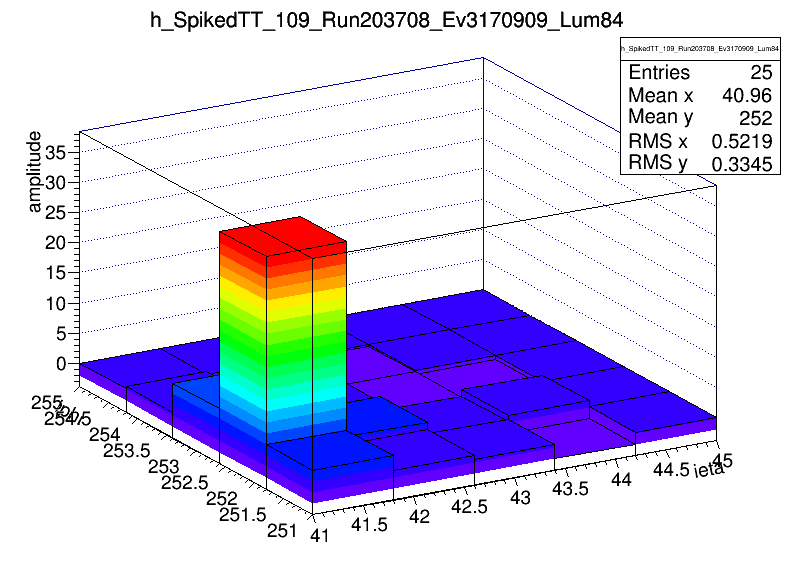 h_SpikedTT_109_Run203708_Ev3170909_Lum84
h_SpikedTT_109_Run203708_Ev3170909_Lum84
Entries 25
Mean x 40.96
Mean y 252
RMS x 0.5219
RMS y 0.3345
amplitude
35
30
25
20
15
10
5
0
255
254.5
254
253.5
253
252.5
252
251.5
251
41
41.5
42
42.5
43
43.5
44
44.5
45
ieta